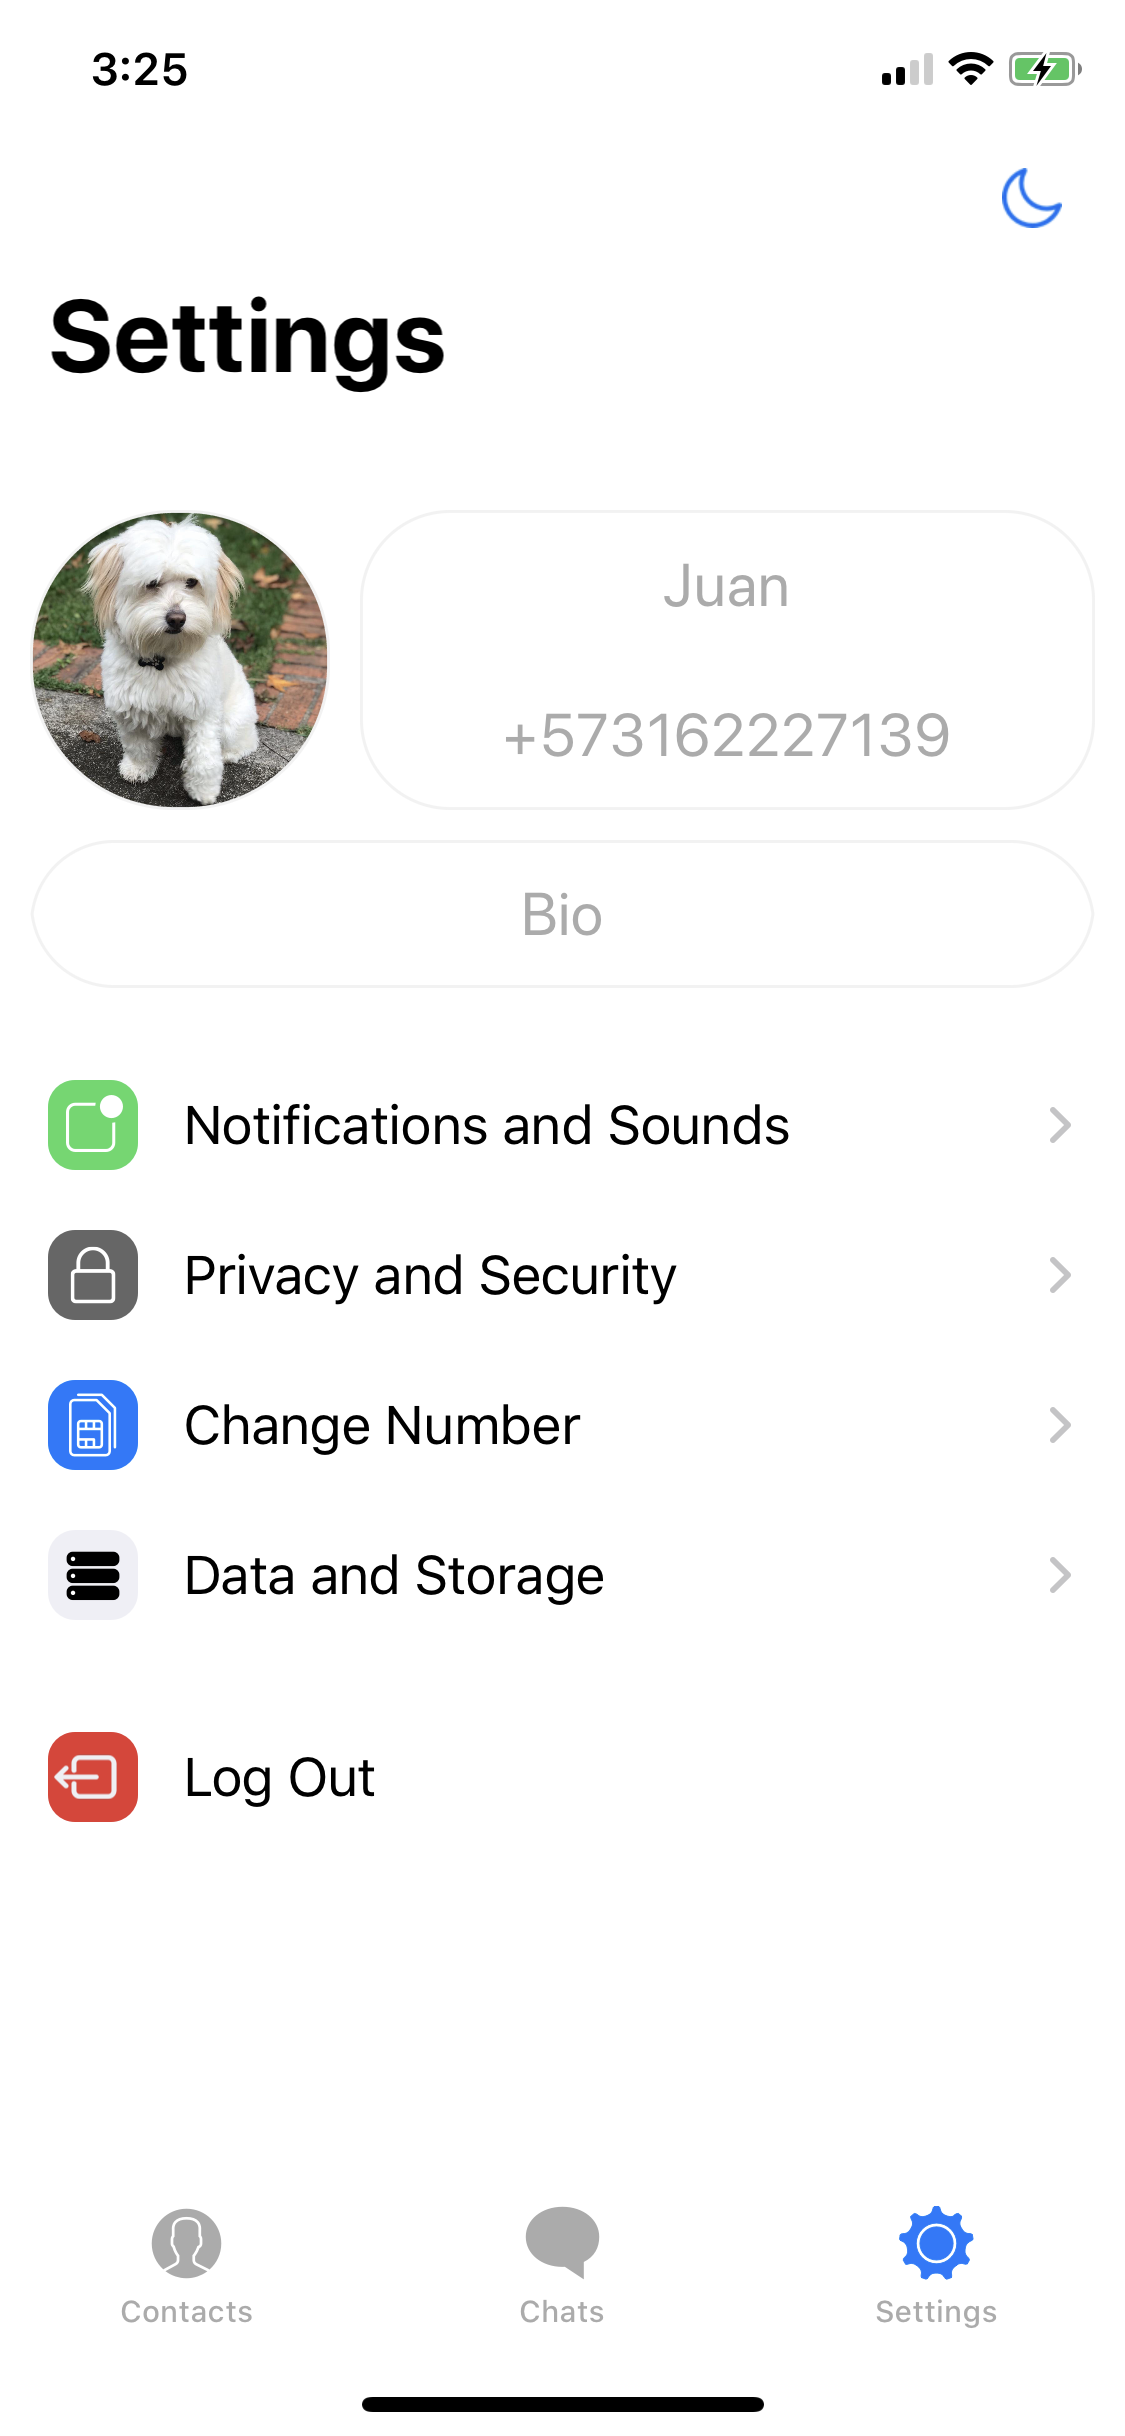 3:25
Settings
Juan
+573162227139
Bio
Notifications and Sounds
Privacy and Security
Change Number
Data and Storage
Log Out
Contacts
Chats
Settings